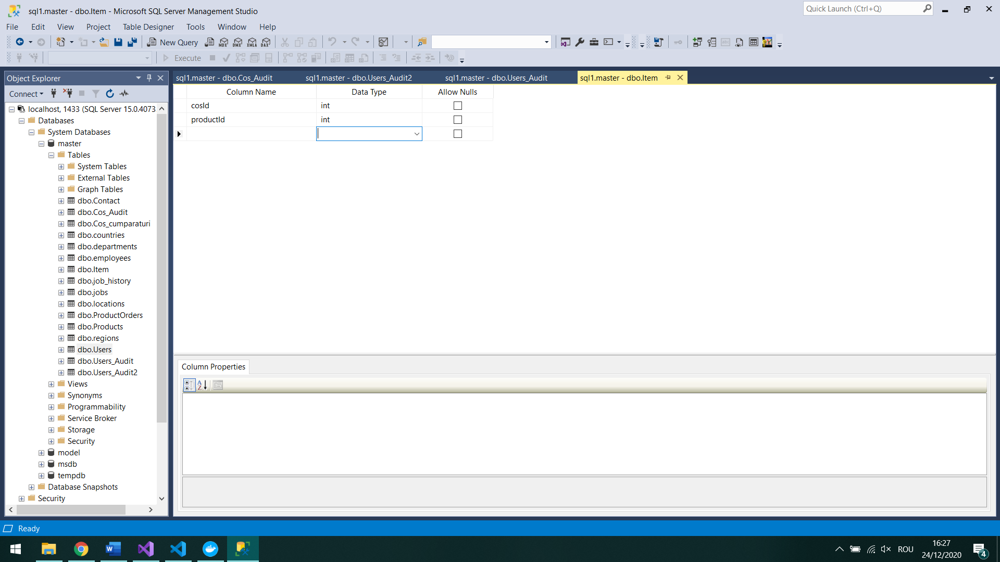 sql1.master - dbo.Item - Microsoft SQL Server Management Studio
Quick Launch (Ctrl+Q)
File Edit View Project Table Designer Tools Window Help
New Query MDX DMX XMLA DAX
Execute
Object Explorer
sql1.master - dbo.Cos_Audit sql1.master - dbo.Users_Audit2 sql1.master - dbo.Users_Audit sql1.master - dbo.Item
Connect
Column Name Data Type Allow Nulls
cosId int
productId int
localhost, 1433 (SQL Server 15.0.4073
Databases
System Databases
master
Tables
System Tables
External Tables
Graph Tables
dbo.Contact
dbo.Cos_Audit
dbo.Cos_cumparaturi
dbo.countries
dbo.departments
dbo.employees
dbo.Item
dbo.job_history
dbo.jobs
dbo.locations
dbo.ProductOrders
dbo.Products
dbo.regions
dbo.Users
dbo.Users_Audit
dbo.Users_Audit2
Views
Synonyms
Programmability
Service Broker
Storage
Security
model
msdb
tempdb
Database Snapshots
Security
Column Properties
Ready
ROU
16:27
24/12/2020
4